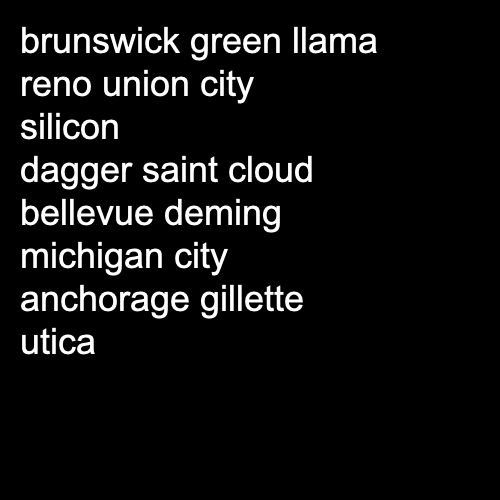 brunswick green llama
reno union city
silicon
dagger saint cloud
bellevue deming
michigan city
anchorage gillette
utica